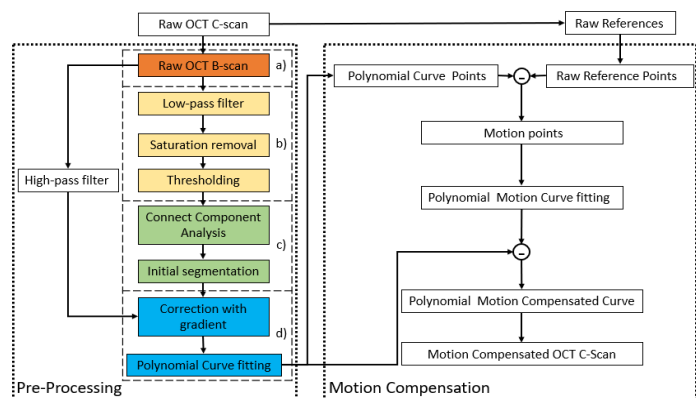 Raw OCT C-scan
Raw References
Raw OCT B-scan
a)
Low-pass filter
Saturation removal
b)
Thresholding
High-pass filter
Connect Component
Analysis
c)
Initial segmentation
Correction with
gradient
d)
Polynomial Curve fitting
Pre-Processing
Polynomial Curve Points
-
Raw Reference Points
Motion points
Polynomial Motion Curve fitting
-
Polynomial Motion Compensated Curve
Motion Compensated OCT C-Scan
Motion Compensation